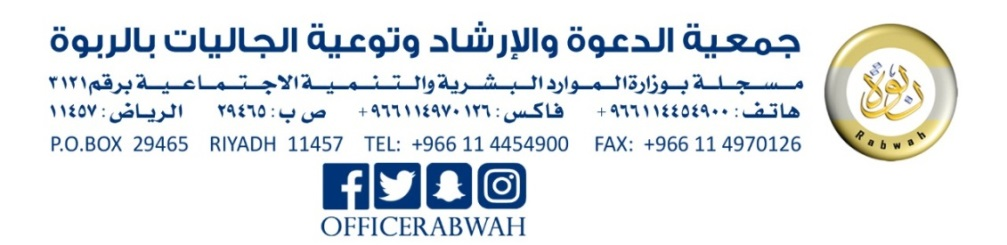 جمعية الدعوة والإرشاد وتوعية الجاليات بالربوة
مسجلة بوزارة الموارد البشرية والتنمية الاجتماعية برقم ٣١٢١
هاتف: ٩٦٦١١٤٤٥٤٩٠٠+ فاكس: ٩٦٦١١٤٩٧٠١٢٦+ ص ب: ٢٩٤٦٥ الرياض: ١١٤٥٧
P.O.BOX 29465 RIYADH 11457 TEL: +966 11 4454900 FAX: +966 11 4970126
OFFICERABWAH
ربوة
Rabwah